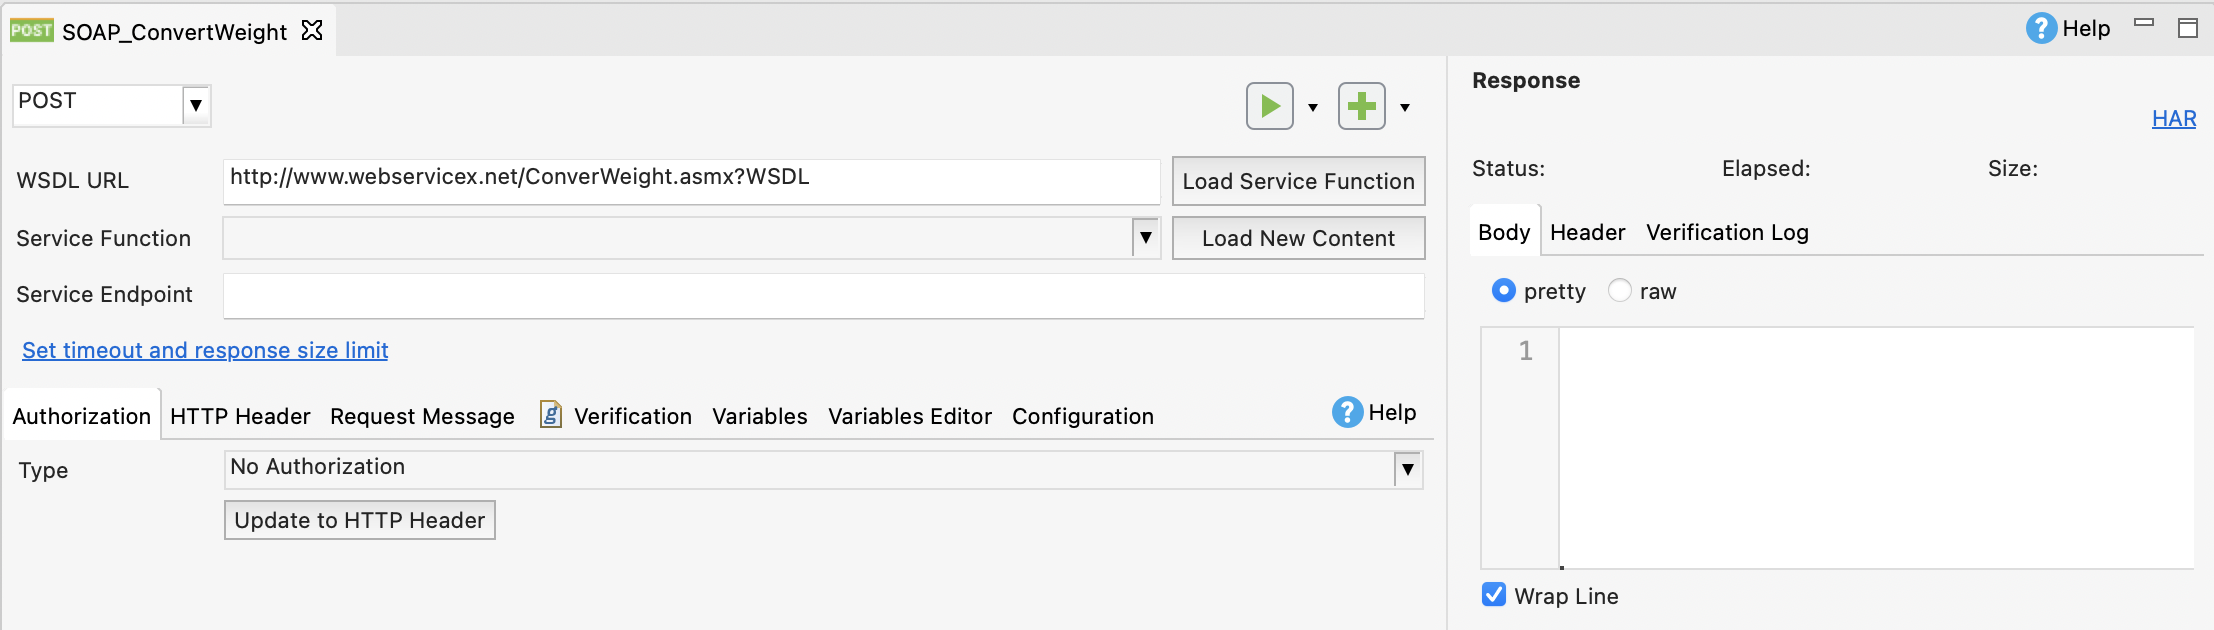 POST SOAP_ConvertWeight
Help
POST
WSDL URL
http://www.webservicex.net/ConverWeight.asmx?WSDL
Load Service Function
Service Function
Load New Content
Service Endpoint
Set timeout and response size limit
Authorization HTTP Header Request Message Verification Variables Variables Editor Configuration
Help
Type
No Authorization
Update to HTTP Header
Response
HAR
Status: Elapsed: Size:
Body Header Verification Log
pretty raw
1
Wrap Line